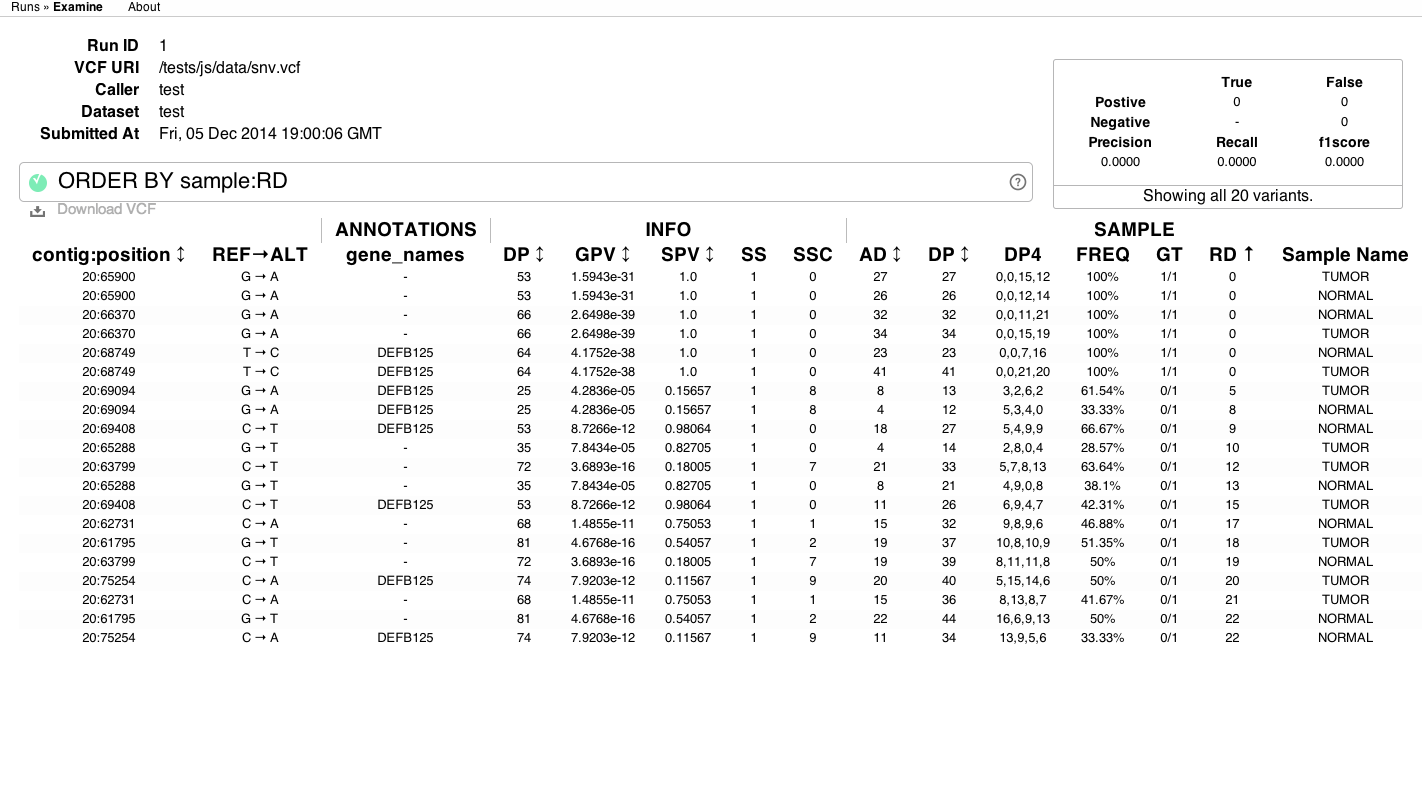 Runs » Examine About
Run ID 1
VCF URI /tests/js/data/snv.vcf
Caller test
Dataset test
Submitted At Fri, 05 Dec 2014 19:00:06 GMT
True False
Postive 0 0
Negative - 0
Precision Recall f1score
0.0000 0.0000 0.0000
Showing all 20 variants.
ORDER BY sample:RD ?
Download VCF
ANNOTATIONS INFO SAMPLE
contig:position ↕ REF→ALT gene_names DP ↕ GPV ↕ SPV ↕ SS SSC AD ↕ DP ↕ DP4 FREQ GT RD ↑ Sample Name
20:65900 G → A - 53 1.5943e-31 1.0 1 0 27 27 0,0,15,12 100% 1/1 0 TUMOR
20:65900 G → A - 53 1.5943e-31 1.0 1 0 26 26 0,0,12,14 100% 1/1 0 NORMAL
20:66370 G → A - 66 2.6498e-39 1.0 1 0 32 32 0,0,11,21 100% 1/1 0 NORMAL
20:66370 G → A - 66 2.6498e-39 1.0 1 0 34 34 0,0,15,19 100% 1/1 0 TUMOR
20:68749 T → C DEFB125 64 4.1752e-38 1.0 1 0 23 23 0,0,7,16 100% 1/1 0 NORMAL
20:68749 T → C DEFB125 64 4.1752e-38 1.0 1 0 41 41 0,0,21,20 100% 1/1 0 TUMOR
20:69094 G → A DEFB125 25 4.2836e-05 0.15657 1 8 8 13 3,2,6,2 61.54% 0/1 5 TUMOR
20:69094 G → A DEFB125 25 4.2836e-05 0.15657 1 8 4 12 5,3,4,0 33.33% 0/1 8 NORMAL
20:69408 C → T DEFB125 53 8.7266e-12 0.98064 1 0 18 27 5,4,9,9 66.67% 0/1 9 NORMAL
20:65288 G → T - 35 7.8434e-05 0.82705 1 0 4 14 2,8,0,4 28.57% 0/1 10 TUMOR
20:63799 C → T - 72 3.6893e-16 0.18005 1 7 21 33 5,7,8,13 63.64% 0/1 12 TUMOR
20:65288 G → T - 35 7.8434e-05 0.82705 1 0 8 21 4,9,0,8 38.1% 0/1 13 NORMAL
20:69408 C → T DEFB125 53 8.7266e-12 0.98064 1 0 11 26 6,9,4,7 42.31% 0/1 15 TUMOR
20:62731 C → A - 68 1.4855e-11 0.75053 1 1 15 32 9,8,9,6 46.88% 0/1 17 NORMAL
20:61795 G → T - 81 4.6768e-16 0.54057 1 2 19 37 10,8,10,9 51.35% 0/1 18 TUMOR
20:63799 C → T - 72 3.6893e-16 0.18005 1 7 19 39 8,11,11,8 50% 0/1 19 NORMAL
20:75254 C → A DEFB125 74 7.9203e-12 0.11567 1 9 20 40 5,15,14,6 50% 0/1 20 TUMOR
20:62731 C → A - 68 1.4855e-11 0.75053 1 1 15 36 8,13,8,7 41.67% 0/1 21 TUMOR
20:61795 G → T - 81 4.6768e-16 0.54057 1 2 22 44 16,6,9,13 50% 0/1 22 NORMAL
20:75254 C → A DEFB125 74 7.9203e-12 0.11567 1 9 11 34 13,9,5,6 33.33% 0/1 22 NORMAL